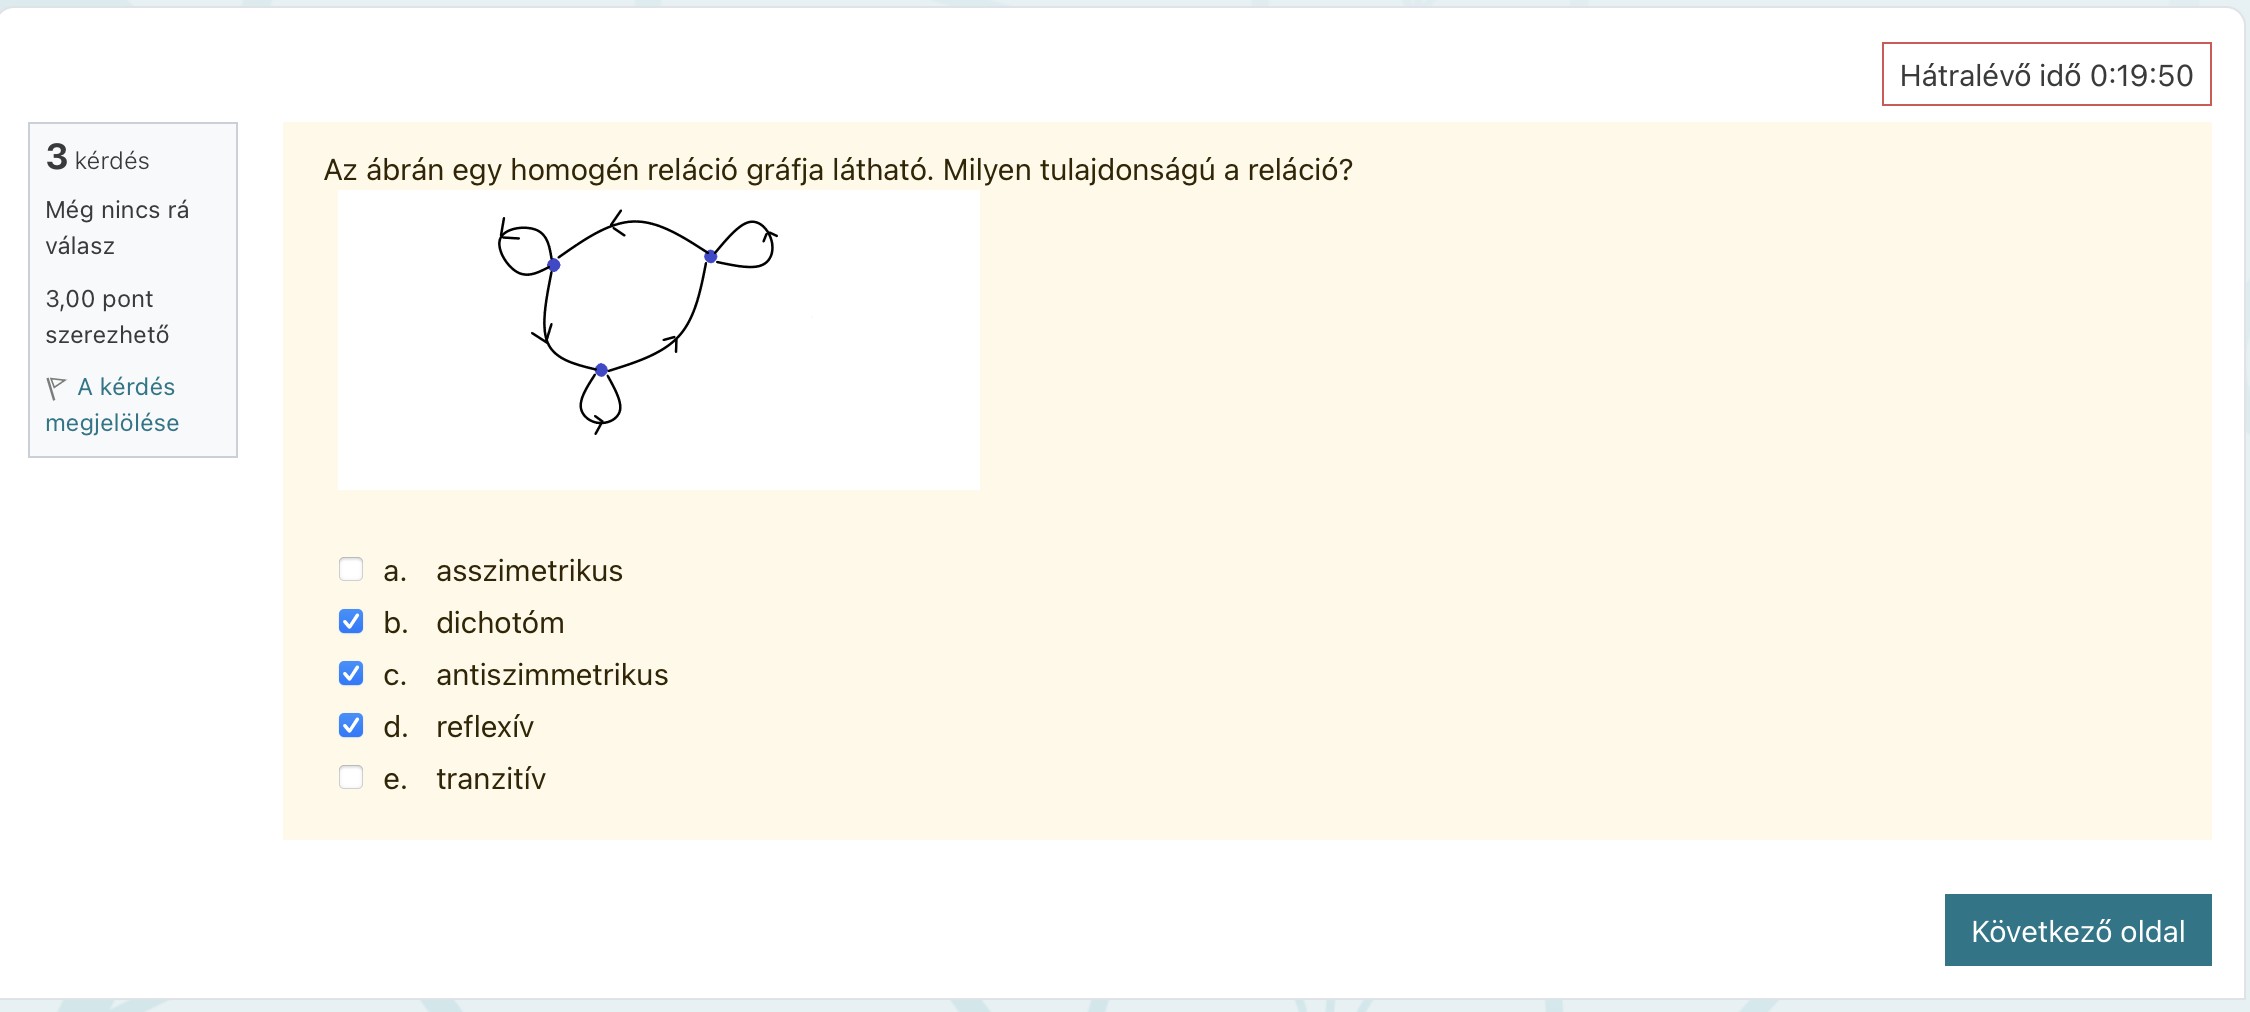 Hátralévő idő 0:19:50
3 kérdés
Még nincs rá
válasz
3,00 pont
szerezhető
A kérdés
megjelölése
Az ábrán egy homogén reláció gráfja látható. Milyen tulajdonságú a reláció?
a. asszimetrikus
b. dichotóm
c. antiszimmetrikus
d. reflexív
e. tranzitív
Következő oldal